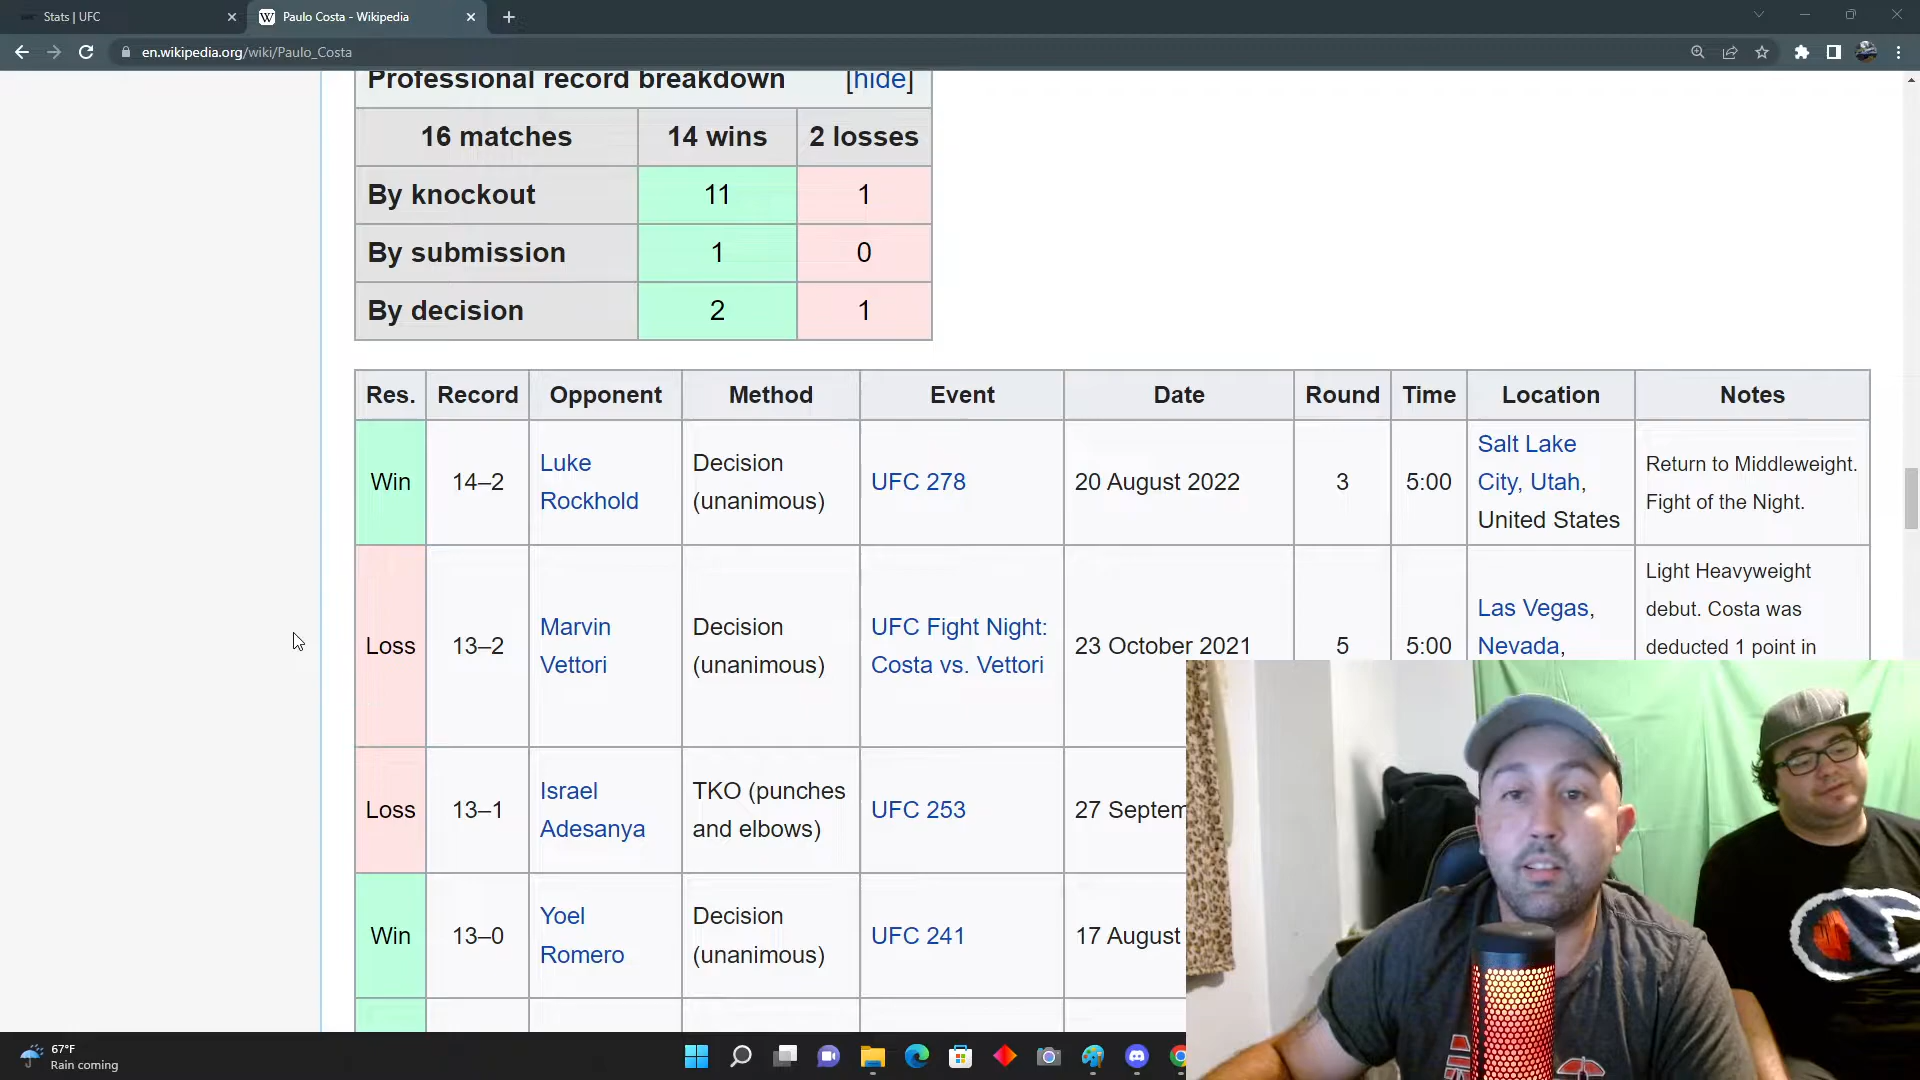 Stats | UFC
Paulo Costa - Wikipedia
en.wikipedia.org/wiki/Paulo_Costa
Professional record breakdown [hide]
16 matches 14 wins 2 losses
By knockout 11 1
By submission 1 0
By decision 2 1
Res. Record Opponent Method Event Date Round Time Location Notes
Win 14–2 Luke Rockhold Decision (unanimous) UFC 278 20 August 2022 3 5:00 Salt Lake City, Utah, United States Return to Middleweight. Fight of the Night.
Loss 13–2 Marvin Vettori Decision (unanimous) UFC Fight Night: Costa vs. Vettori 23 October 2021 5 5:00 Las Vegas, Nevada, Light Heavyweight debut. Costa was deducted 1 point in
Loss 13–1 Israel Adesanya TKO (punches and elbows) UFC 253 27 Septem
Win 13–0 Yoel Romero Decision (unanimous) UFC 241 17 August
67°F
Rain coming